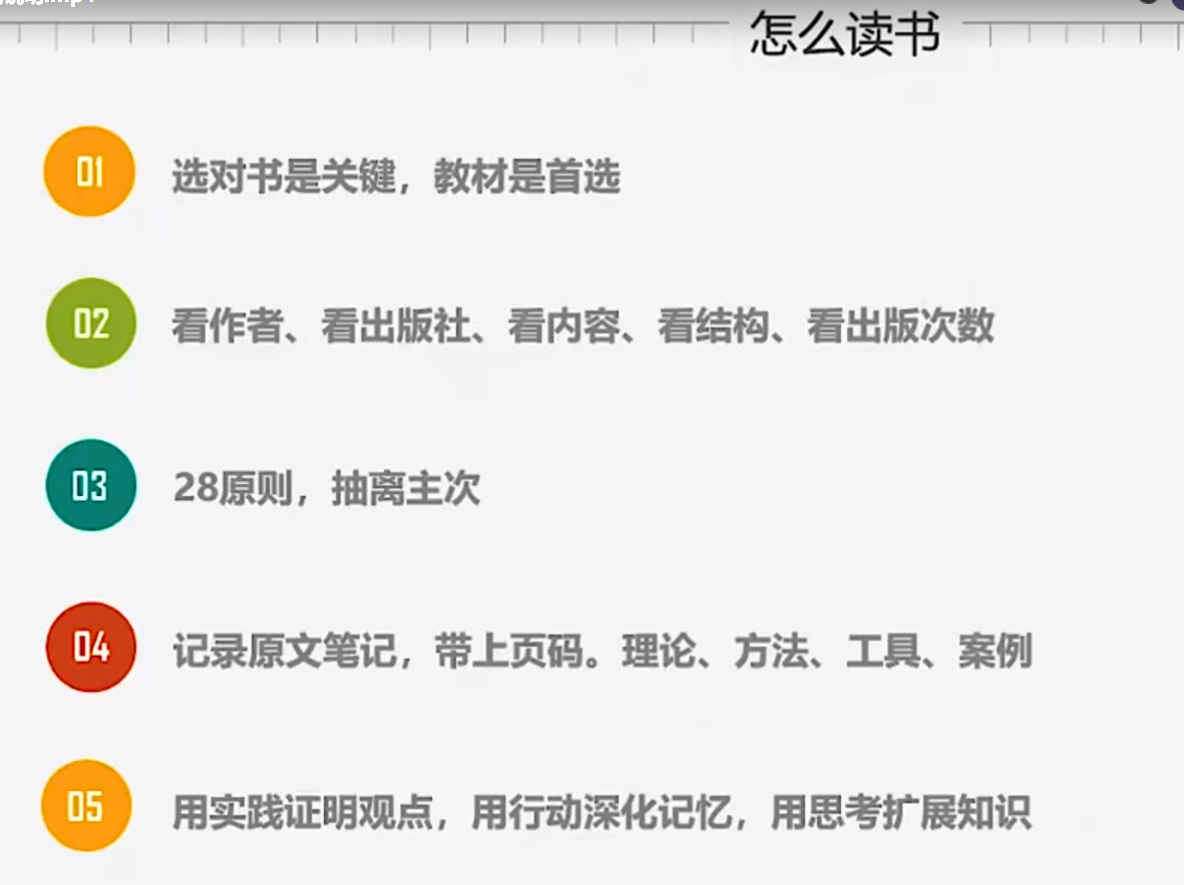 怎么读书
01
选对书是关键，教材是首选
02
看作者、看出版社、看内容、看结构、看出版次数
03
28原则，抽离主次
04
记录原文笔记，带上页码。理论、方法、工具、案例
05
用实践证明观点，用行动深化记忆，用思考扩展知识